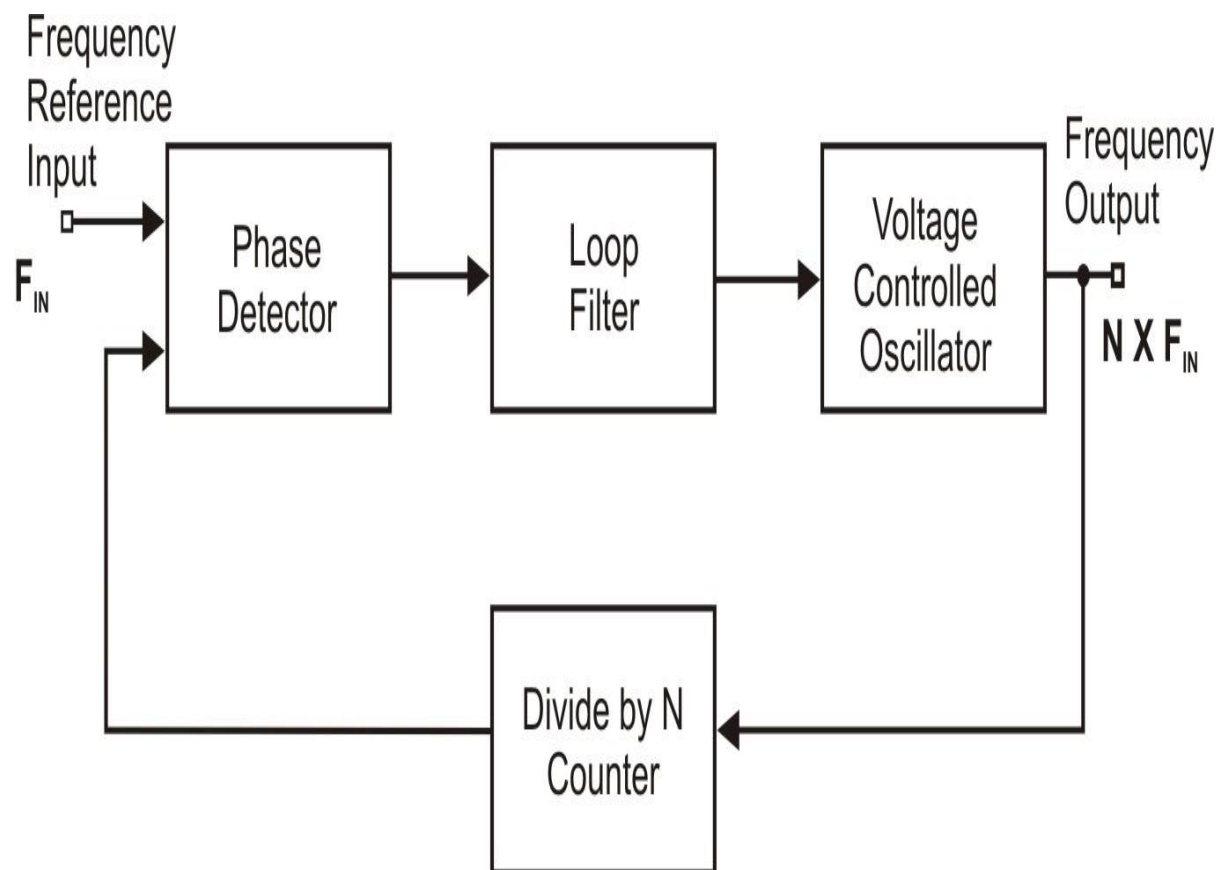 Frequency
Reference
Input
F_IN
Phase
Detector
Loop
Filter
Voltage
Controlled
Oscillator
Frequency
Output
N X F_IN
Divide by N
Counter